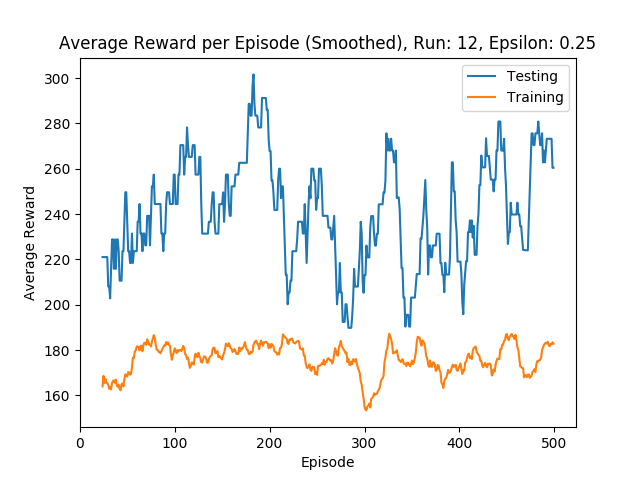 Average Reward per Episode (Smoothed), Run: 12, Epsilon: 0.25
Testing
Training
Average Reward
300
280
260
240
220
200
180
160
0
100
200
300
400
500
Episode